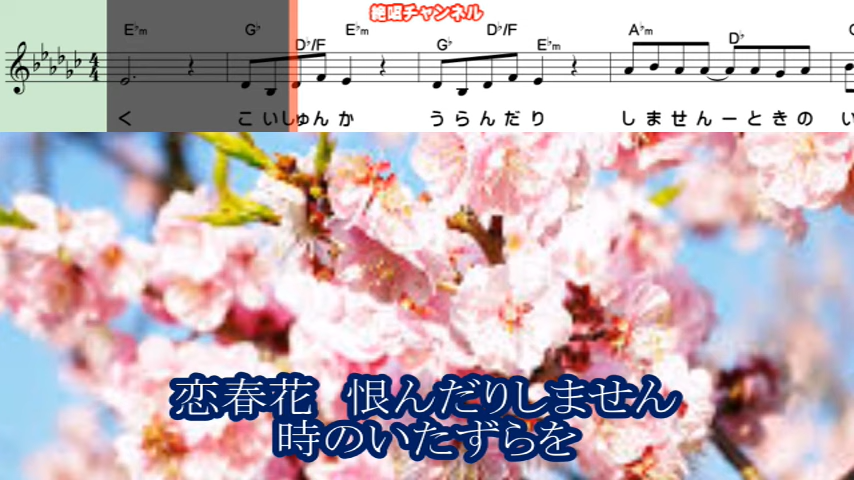 絶唱チャンネル
E♭m G♭ D♭/F E♭m G♭ D♭/F E♭m A♭m D♭
く こいしゅんか うらんだり しませんーときの い
恋春花 恨んだりしません
時のいたずらを